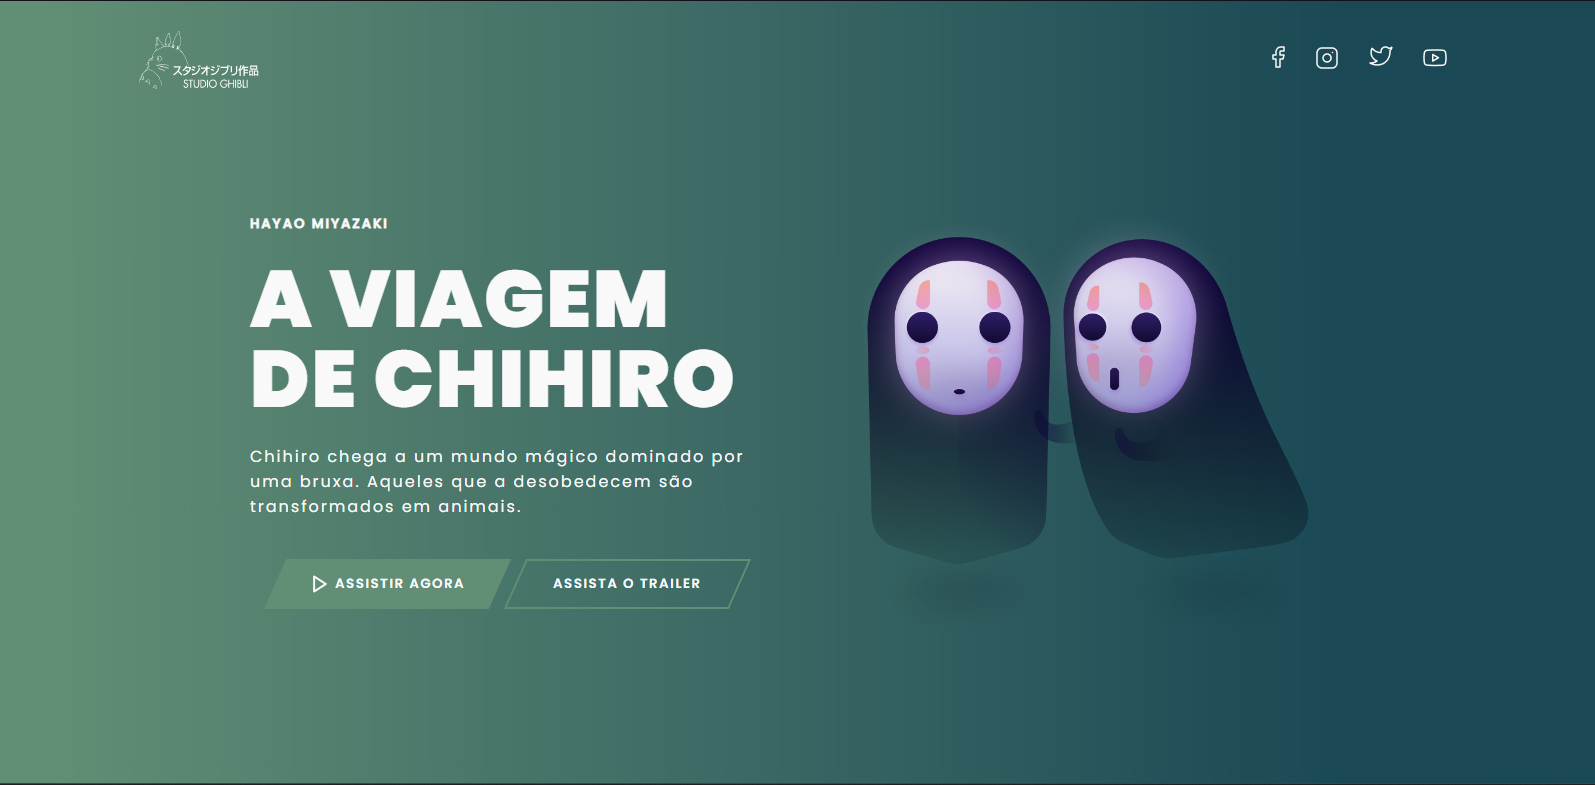 スタジオジブリ作品
STUDIO GHIBLI
HAYAO MIYAZAKI
A VIAGEM
DE CHIHIRO
Chihiro chega a um mundo mágico dominado por
uma bruxa. Aqueles que a desobedecem são
transformados em animais.
ASSISTIR AGORA
ASSISTA O TRAILER